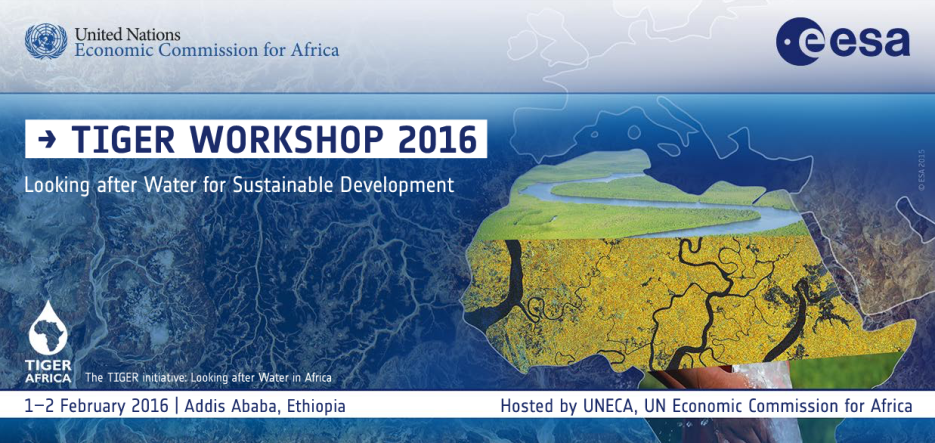 United Nations
Economic Commission for Africa
esa
→ TIGER WORKSHOP 2016
Looking after Water for Sustainable Development
© ESA 2015
TIGER
AFRICA
The TIGER initiative: Looking after Water in Africa
1–2 February 2016 | Addis Ababa, Ethiopia
Hosted by UNECA, UN Economic Commission for Africa